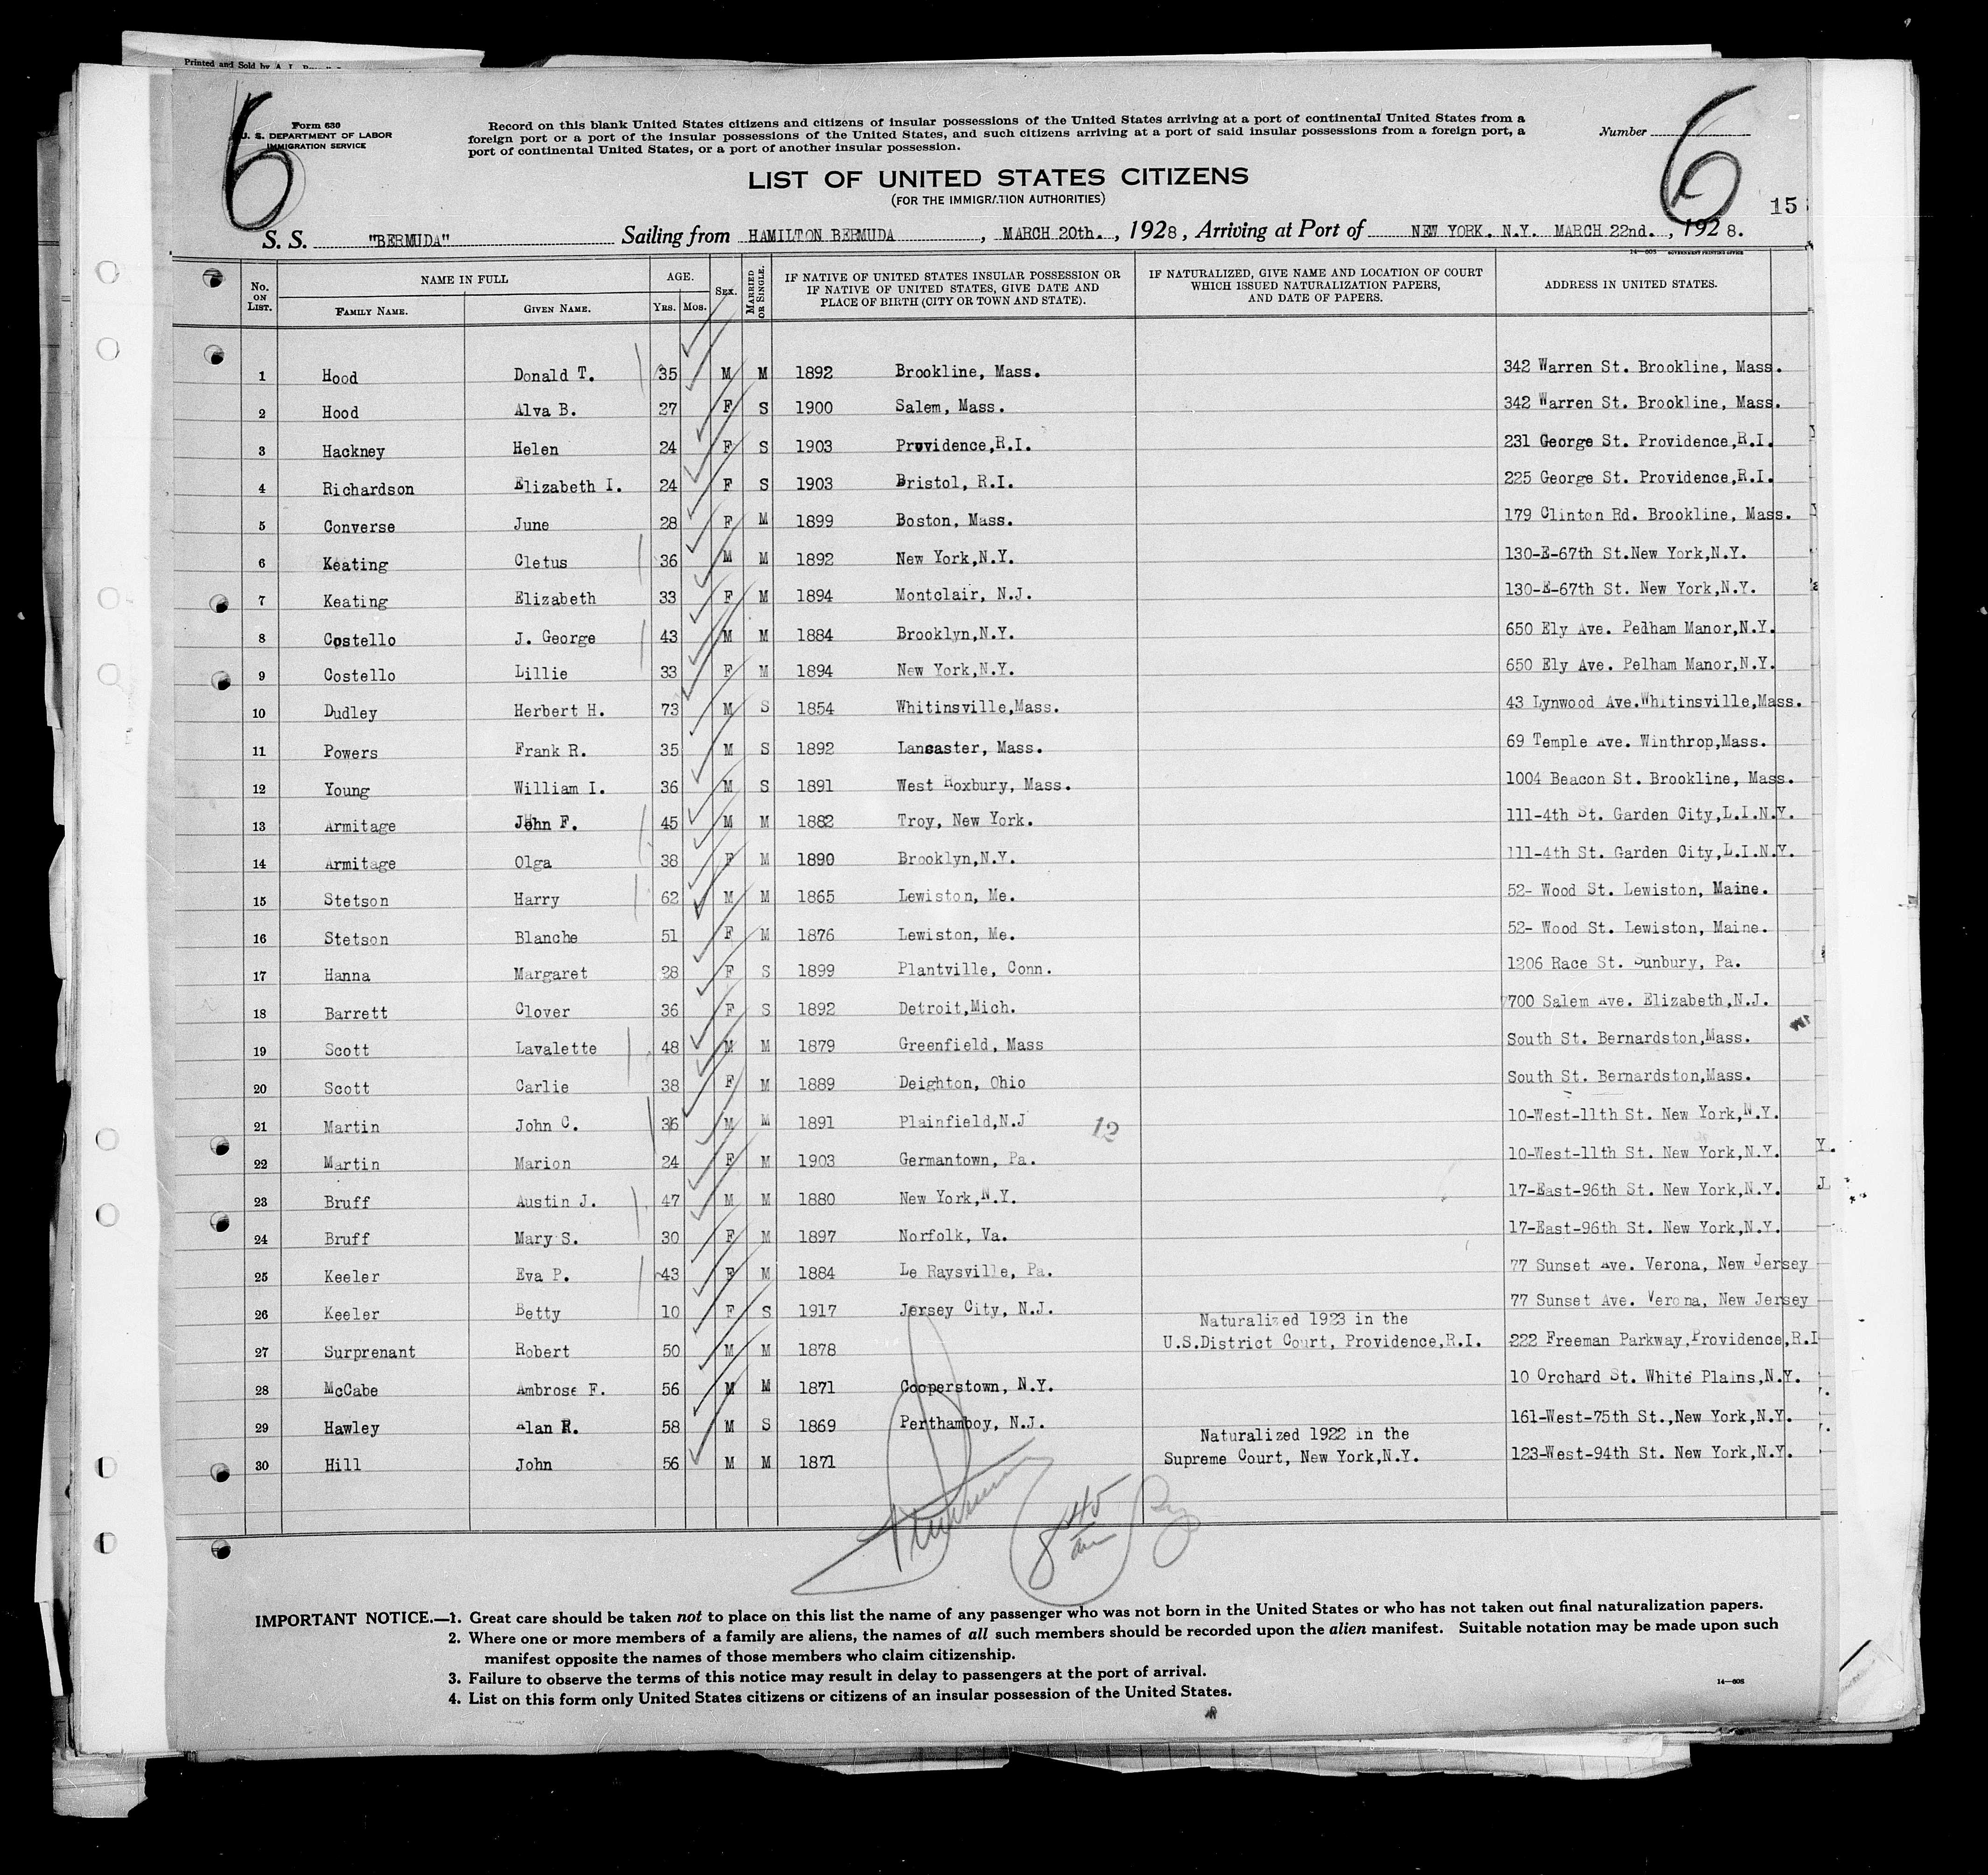 Printed and Sold by A. L.
6
6
Form 630
U. S. DEPARTMENT OF LABOR
IMMIGRATION SERVICE
Record on this blank United States citizens and citizens of insular possessions of the United States arriving at a port of continental United States from a
foreign port or a port of the insular possessions of the United States, and such citizens arriving at a port of said insular possessions from a foreign port, a
port of continental United States, or a port of another insular possession.
Number
LIST OF UNITED STATES CITIZENS
(FOR THE IMMIGRATION AUTHORITIES)
15
S. S. "BERMUDA" Sailing from HAMILTON BERMUDA, MARCH 20th., 1928, Arriving at Port of NEW YORK. N.Y. MARCH 22nd., 1928.
14—608 GOVERNMENT PRINTING OFFICE
No. ON LIST. NAME IN FULL FAMILY NAME. GIVEN NAME. AGE. YRS. MOS. SEX. MARRIED OR SINGLE. IF NATIVE OF UNITED STATES INSULAR POSSESSION OR IF NATIVE OF UNITED STATES, GIVE DATE AND PLACE OF BIRTH (CITY OR TOWN AND STATE). IF NATURALIZED, GIVE NAME AND LOCATION OF COURT WHICH ISSUED NATURALIZATION PAPERS, AND DATE OF PAPERS. ADDRESS IN UNITED STATES.
1 Hood Donald T. 35 M M 1892 Brookline, Mass. 342 Warren St. Brookline, Mass.
2 Hood Alva B. 27 F S 1900 Salem, Mass. 342 Warren St. Brookline, Mass.
3 Hackney Helen 24 F S 1903 Providence,R.I. 231 George St. Providence,R.I.
4 Richardson Elizabeth I. 24 F S 1903 Bristol, R.I. 225 George St. Providence,R.I.
5 Converse June 28 F M 1899 Boston, Mass. 179 Clinton Rd. Brookline, Mass.
6 Keating Cletus 36 M M 1892 New York,N.Y. 130-E-67th St.New York,N.Y.
7 Keating Elizabeth 33 F M 1894 Montclair, N.J. 130-E-67th St. New York,N.Y.
8 Costello J. George 43 M M 1884 Brooklyn,N.Y. 650 Ely Ave. Pelham Manor,N.Y.
9 Costello Lillie 33 F M 1894 New York,N.Y. 650 Ely Ave. Pelham Manor,N.Y.
10 Dudley Herbert H. 73 M S 1854 Whitinsville,Mass. 43 Lynwood Ave.Whitinsville,Mass.
11 Powers Frank R. 35 M S 1892 Lancaster, Mass. 69 Temple Ave. Winthrop,Mass.
12 Young William I. 36 M S 1891 West Roxbury, Mass. 1004 Beacon St. Brookline, Mass.
13 Armitage John F. 45 M M 1882 Troy, New York. 111-4th St. Garden City,L.I.N.Y.
14 Armitage Olga 38 F M 1890 Brooklyn,N.Y. 111-4th St. Garden City,L.I.N.Y.
15 Stetson Harry 62 M M 1865 Lewiston, Me. 52- Wood St. Lewiston, Maine.
16 Stetson Blanche 51 F M 1876 Lewiston, Me. 52- Wood St. Lewiston, Maine.
17 Hanna Margaret 28 F S 1899 Plantville, Conn. 1206 Race St. Sunbury, Pa.
18 Barrett Clover 36 F S 1892 Detroit,Mich. 700 Salem Ave. Elizabeth,N.J.
19 Scott Lavalette 48 M M 1879 Greenfield, Mass South St. Bernardston,Mass.
20 Scott Carlie 38 F M 1889 Deighton, Ohio South St. Bernardston,Mass.
21 Martin John C. 36 M M 1891 Plainfield,N.J 12 10-West-11th St. New York,N.Y.
22 Martin Marion 24 F M 1903 Germantown, Pa. 10-West-11th St. New York,N.Y.
23 Bruff Austin J. 47 M M 1880 New York,N.Y. 17-East-96th St. New York,N.Y.
24 Bruff Mary S. 30 F M 1897 Norfolk, Va. 17-East-96th St. New York,N.Y.
25 Keeler Eva P. 43 F M 1884 Le Raysville, Pa. 77 Sunset Ave. Verona, New Jersey
26 Keeler Betty 10 F S 1917 Jersey City, N.J. 77 Sunset Ave. Verona, New Jersey
Naturalized 1923 in the
27 Surprenant Robert 50 M M 1878 U.S.District Court, Providence,R.I. 222 Freeman Parkway,Providence,R.I
28 McCabe Ambrose F. 56 M M 1871 Cooperstown, N.Y. 10 Orchard St. White Plains,N.Y.
29 Hawley Alan R. 58 M S 1869 Perthamboy, N.J. 161-West-75th St.,New York,N.Y.
Naturalized 1922 in the
30 Hill John 56 M M 1871 Supreme Court, New York,N.Y. 123-West-94th St. New York,N.Y.
8 45 am
IMPORTANT NOTICE.—1. Great care should be taken not to place on this list the name of any passenger who was not born in the United States or who has not taken out final naturalization papers.
2. Where one or more members of a family are aliens, the names of all such members should be recorded upon the alien manifest. Suitable notation may be made upon such
manifest opposite the names of those members who claim citizenship.
3. Failure to observe the terms of this notice may result in delay to passengers at the port of arrival.
4. List on this form only United States citizens or citizens of an insular possession of the United States.
14—608